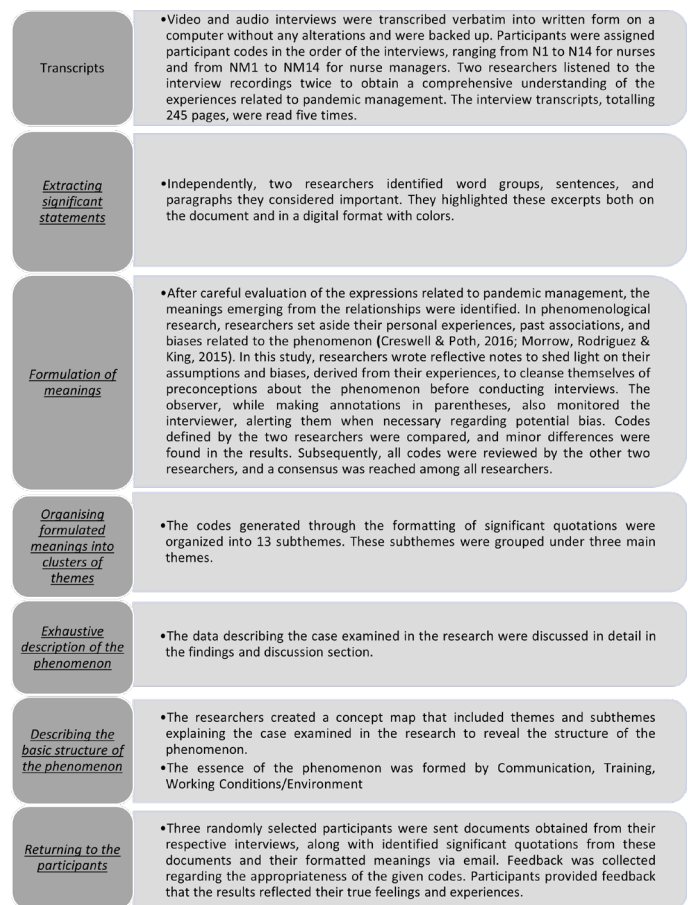 Transcripts
•Video and audio interviews were transcribed verbatim into written form on a
computer without any alterations and were backed up. Participants were assigned
participant codes in the order of the interviews, ranging from N1 to N14 for nurses
and from NM1 to NM14 for nurse managers. Two researchers listened to the
interview recordings twice to obtain a comprehensive understanding of the
experiences related to pandemic management. The interview transcripts, totalling
245 pages, were read five times.
Extracting
significant
statements
•Independently, two researchers identified word groups, sentences, and
paragraphs they considered important. They highlighted these excerpts both on
the document and in a digital format with colors.
Formulation of
meanings
•After careful evaluation of the expressions related to pandemic management, the
meanings emerging from the relationships were identified. In phenomenological
research, researchers set aside their personal experiences, past associations, and
biases related to the phenomenon (Creswell & Poth, 2016; Morrow, Rodriguez &
King, 2015). In this study, researchers wrote reflective notes to shed light on their
assumptions and biases, derived from their experiences, to cleanse themselves of
preconceptions about the phenomenon before conducting interviews. The
observer, while making annotations in parentheses, also monitored the
interviewer, alerting them when necessary regarding potential bias. Codes
defined by the two researchers were compared, and minor differences were
found in the results. Subsequently, all codes were reviewed by the other two
researchers, and a consensus was reached among all researchers.
Organising
formulated
meanings into
clusters of
themes
•The codes generated through the formatting of significant quotations were
organized into 13 subthemes. These subthemes were grouped under three main
themes.
Exhaustive
description of the
phenomenon
•The data describing the case examined in the research were discussed in detail in
the findings and discussion section.
Describing the
basic structure of
the phenomenon
•The researchers created a concept map that included themes and subthemes
explaining the case examined in the research to reveal the structure of the
phenomenon.
•The essence of the phenomenon was formed by Communication, Training,
Working Conditions/Environment
Returning to the
participants
•Three randomly selected participants were sent documents obtained from their
respective interviews, along with identified significant quotations from these
documents and their formatted meanings via email. Feedback was collected
regarding the appropriateness of the given codes. Participants provided feedback
that the results reflected their true feelings and experiences.